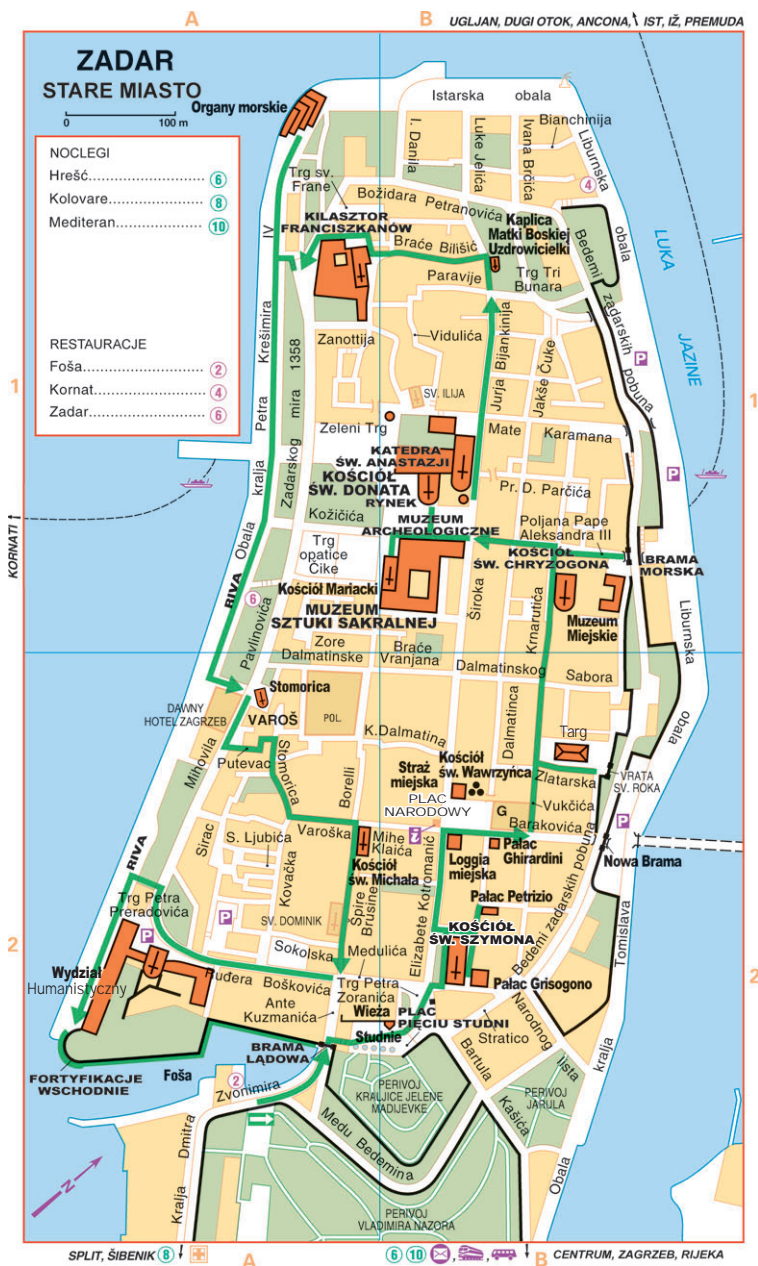 A
B
UGLJAN, DUGI OTOK, ANCONA, IST, IŽ, PREMUDA
ZADAR
STARE MIASTO
0 100 m
NOCLEGI
Hrešć 6
Kolovare 8
Mediteran 10
RESTAURACJE
Foša 2
Kornat 4
Zadar 6
Organy morskie
Istarska obala
I. Danila
Luke Jelića
Ivana Brčića
Bianchinija
Liburnska
obala
4
Trg sv.
Frane
Božidara Petranovića
KILASZTOR
FRANCISZKANÓW
Braće Bilišić
Kaplica
Matki Boskiej
Uzdrowicielki
Bedemi zadarskih pobuna
LUKA
JAZINE
Paravije
Trg Tri
Bunara
P
1
1
Obala kralja Petra Krešimira IV
Zadarskog mira 1358
Zanottija
Vidulića
Jurja Bijankinija
Jakše Čuke
SV. ILIJA
Zeleni Trg
KATEDRA
ŚW. ANASTAZJI
Mate Karamana
KOŚCIÓŁ
ŚW. DONATA
RYNEK
Pr. D. Parčića
P
Kožičića
MUZEUM
ARCHEOLOGICZNE
Poljana Pape
Aleksandra III
KORNATI
Trg
opatice
Čike
KOŚCIÓŁ
ŚW. CHRYZOGONA
BRAMA
MORSKA
RIVA
6
Kościół Mariacki
Široka
Krnarutića
MUZEUM
SZTUKI SAKRALNEJ
Muzeum
Miejskie
Liburnska
obala
Pavlinovića
Mihovila
Zore
Dalmatinske
Braće
Vranjana
Dalmatinskog
Sabora
Stomorica
DAWNY
HOTEL ZAGRZEB
VAROŠ
POL.
K.Dalmatina
Dalmatinca
Targ
Putevac
Stomorica
Borelli
Straż
miejska
Kościół
św. Wawrzyńca
Zlatarska
VRATA
SV. ROKA
PLAC
NARODOWY
G
Vukčića
Barakovića
P
RIVA
Sirac
S. Ljubića
Varoška
Kovačka
i
Mihe
Klaića
Kościół
św. Michała
Špire
Brusine
Elizabete Kotromanić
Loggia
miejska
Pałac
Ghirardini
Nowa Brama
Pałac Petrizio
Bedemi zadarskih pobuna
Trg Petra
Preradovića
P
P
SV. DOMINIK
KOŚCIÓŁ
ŚW. SZYMONA
2
2
Sokolska
Medulića
Tomislava
kralja
Obala
Wydział
Humanistyczny
Ruđera Boškovića
Trg Petra
Zoranića
Pałac Grisogono
Ante
Kuzmanića
Wieża
PLAC
PIĘCIU STUDNI
Stratico
Narodnog
lista
Studnie
Bartula
Kašića
FORTYFIKACJE
WSCHODNIE
Foša
BRAMA
LĄDOWA
2
Zvonimira
Dmitra
Kralja
PERIVOJ
KRALJICE JELENE
MADIJEVKE
PERIVOJ
JARULA
Među Bedemina
N
PERIVOJ
VLADIMIRA NAZORA
SPLIT, ŠIBENIK 8
A
6 10
B
CENTRUM, ZAGRZEB, RIJEKA